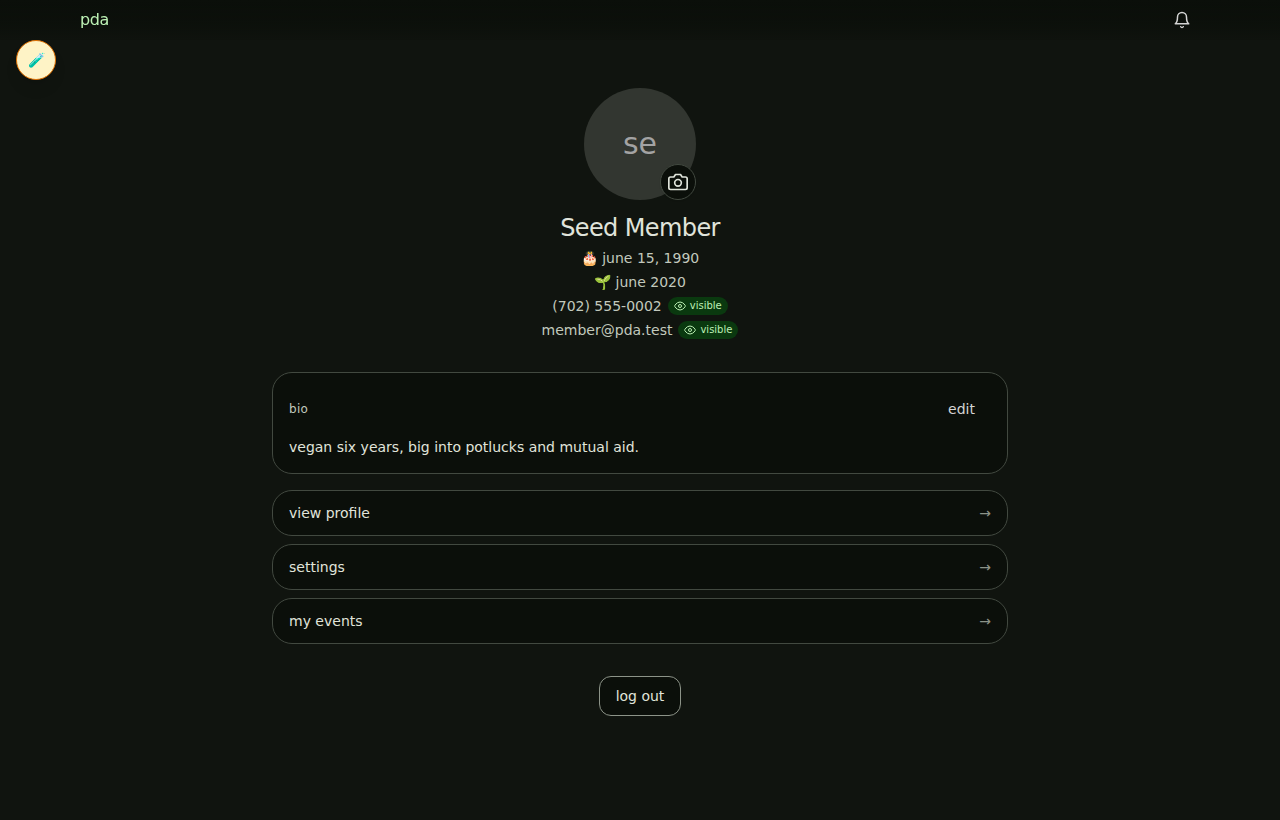 pda
se
Seed Member
🎂 june 15, 1990
🌱 june 2020
(702) 555-0002 visible
member@pda.test visible
bio edit
vegan six years, big into potlucks and mutual aid.
view profile →
settings →
my events →
log out